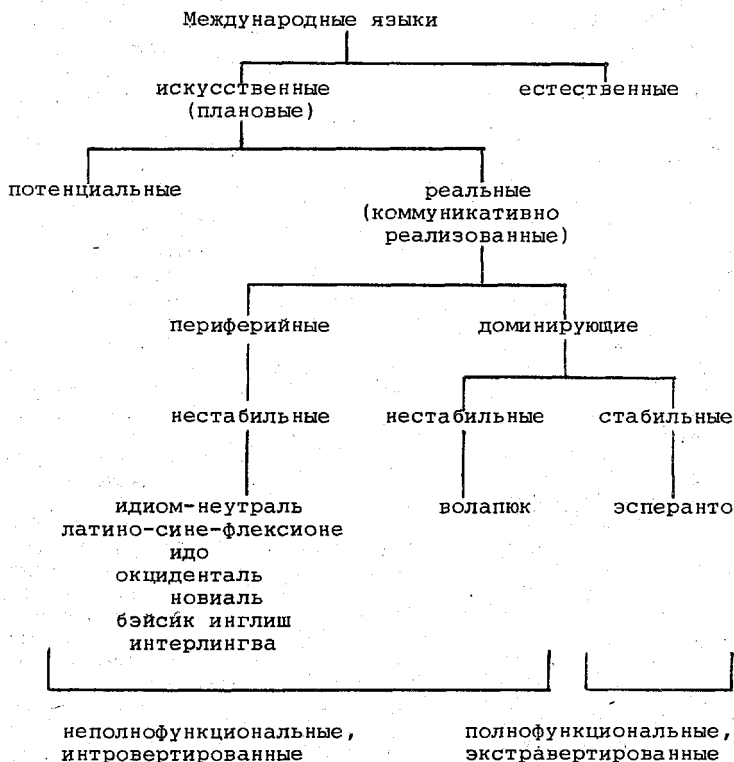 Международные языки
искусственные естественные
(плановые)
потенциальные реальные
(коммуникативно
реализованные)
периферийные доминирующие
нестабильные нестабильные стабильные
идиом-неутраль волапюк эсперанто
латино-сине-флексионе
идо
окциденталь
новиаль
бэйсик инглиш
интерлингва
неполнофункциональные, полнофункциональные,
интровертированные экстравертированные